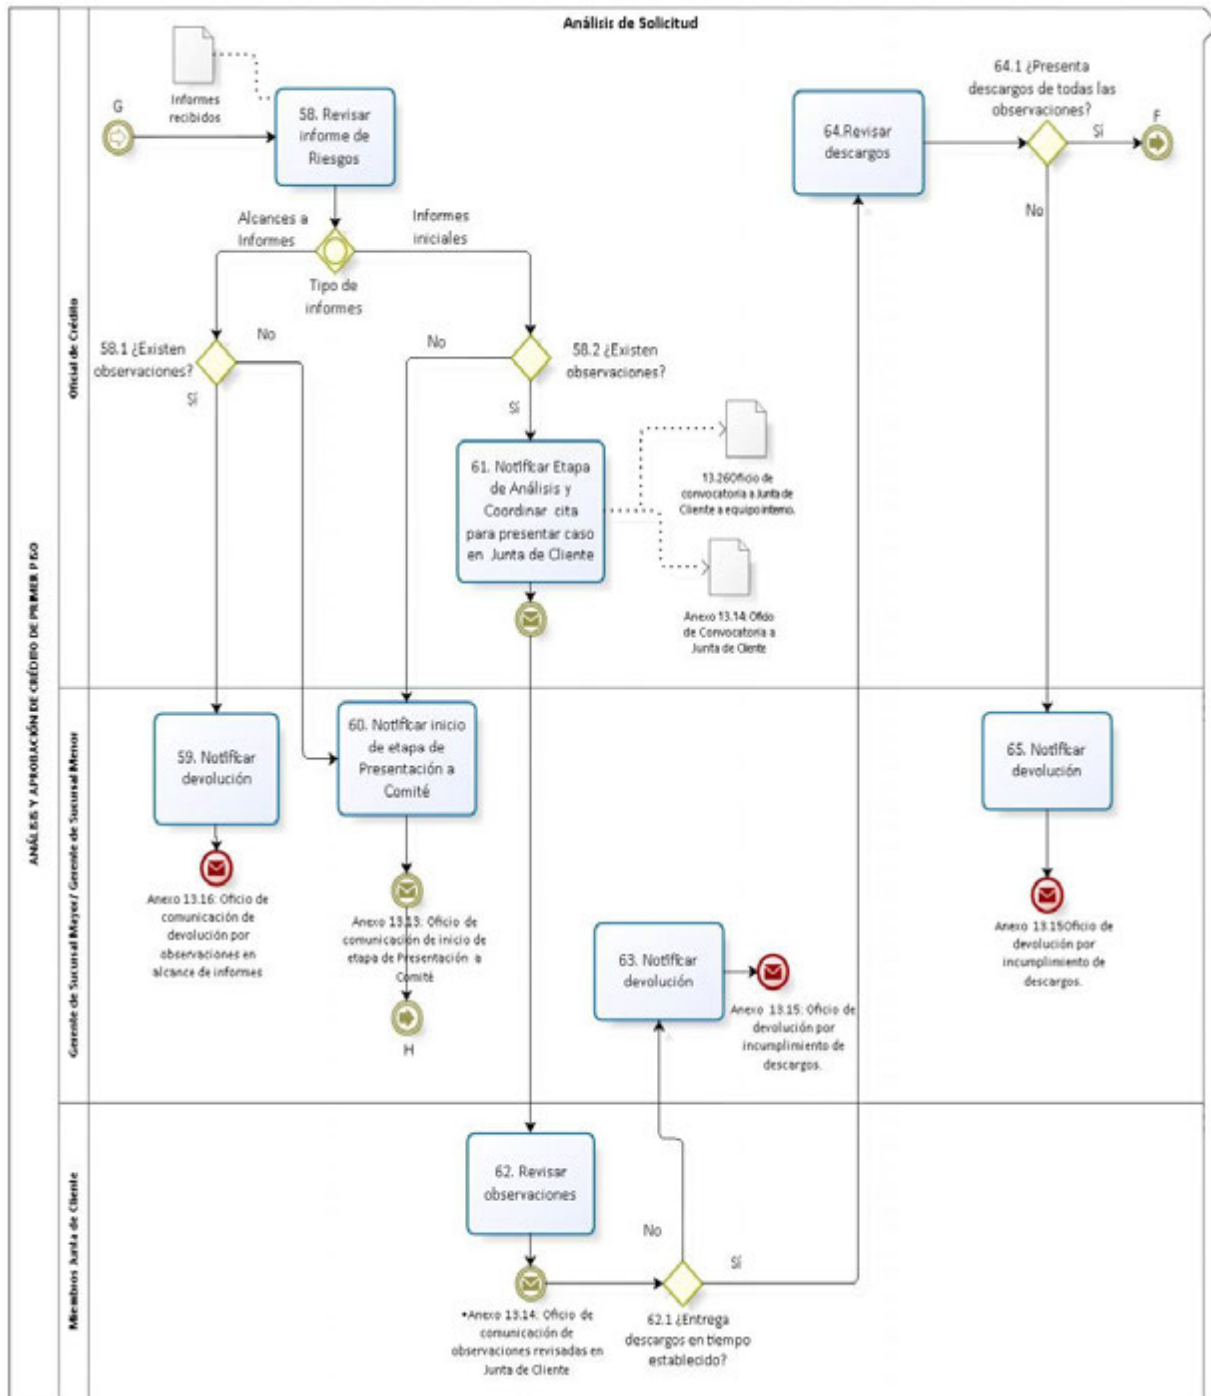 Análisis de Solicitud
ANÁLISIS Y APROBACIÓN DE CRÉDITO DE PRIMER PISO
Oficial de Crédito
Informes
recibidos
G
58. Revisar
informe de
Riesgos
Alcances a
Informes
Informes
iniciales
Tipo de
informes
58.1 ¿Existen
observaciones?
No
Sí
No
58.2 ¿Existen
observaciones?
Sí
61. Notificar Etapa
de Análisis y
Coordinar cita
para presentar caso
en Junta de Cliente
13.26Oficio de
convocatoria a Junta de
Cliente a equipo interno.
Anexo 13.14: Oficio
de Convocatoria a
Junta de Cliente
64.Revisar
descargos
64.1 ¿Presenta
descargos de todas las
observaciones?
Sí
F
No
Gerente de Sucursal Mayor/ Gerente de Sucursal Menor
59. Notificar
devolución
Anexo 13.16: Oficio de
comunicación de
devolución por
observaciones en
alcance de informes
60. Notificar inicio
de etapa de
Presentación a
Comité
Anexo 13.13: Oficio de
comunicación de inicio de
etapa de Presentación a
Comité
H
63. Notificar
devolución
Anexo 13.15: Oficio de
devolución por
incumplimiento de
descargos.
65. Notificar
devolución
Anexo 13.15Oficio de
devolución por
incumplimiento de
descargos.
Miembros Junta de Cliente
62. Revisar
observaciones
•Anexo 13.14: Oficio de
comunicación de
observaciones revisadas en
Junta de Cliente
No
Sí
62.1 ¿Entrega
descargos en tiempo
establecido?